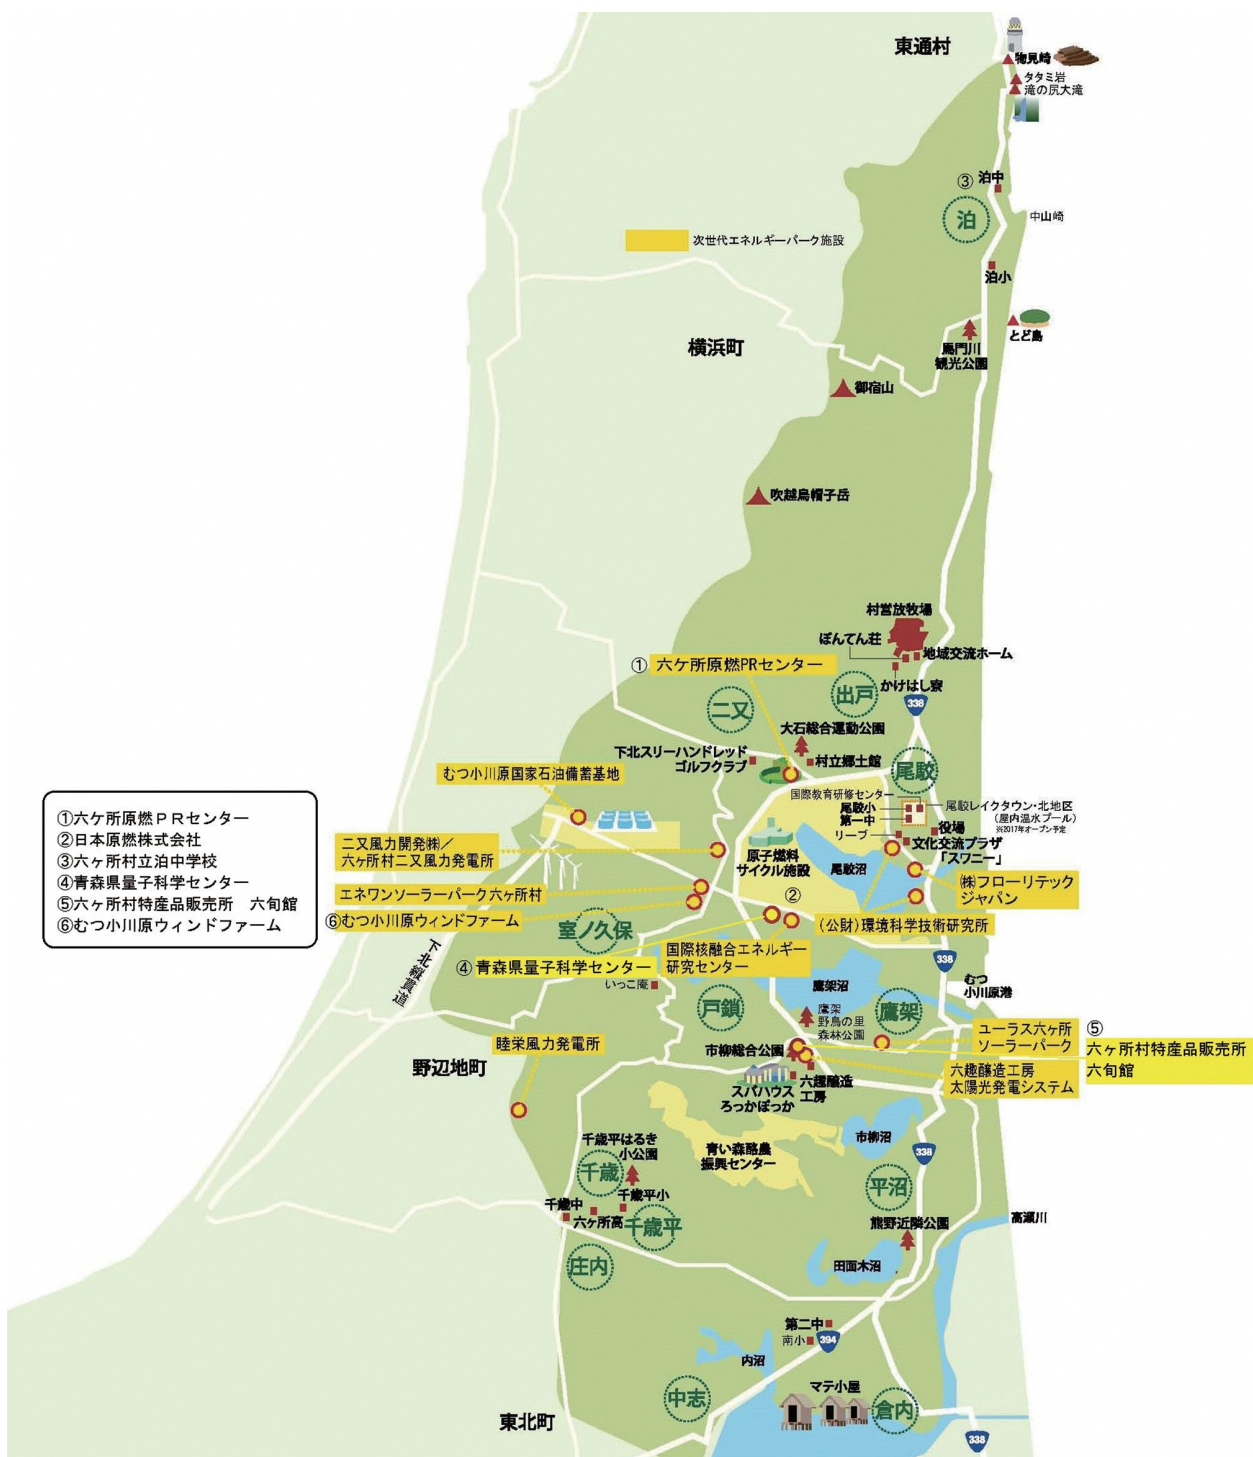 東通村
物見崎
タタミ岩
滝の尻大滝
③ 泊中
泊
中山崎
次世代エネルギーパーク施設
泊小
とど島
馬門川
観光公園
横浜町
御宿山
吹越烏帽子岳
村営放牧場
ぽんてん荘
地域交流ホーム
かけはし寮
① 六ケ所原燃PRセンター
出戸
338
二又
大石総合運動公園
下北スリーハンドレッド
ゴルフクラブ
村立郷土館
尾駮
むつ小川原国家石油備蓄基地
国際教育研修センター
尾駮小
第一中
リーブ
尾駮レイクタウン・北地区
(屋内温水プール)
※2017年オープン予定
役場
文化交流プラザ
「スワニー」
①六ケ所原燃ＰＲセンター
②日本原燃株式会社
③六ヶ所村立泊中学校
④青森県量子科学センター
⑤六ヶ所村特産品販売所　六旬館
⑥むつ小川原ウィンドファーム
二又風力開発㈱／
六ヶ所村二又風力発電所
原子燃料
サイクル施設
尾駮沼
㈱フローリテック
ジャパン
エネワンソーラーパーク六ヶ所村
②
⑥むつ小川原ウィンドファーム
(公財)環境科学技術研究所
室ノ久保
国際核融合エネルギー
研究センター
④ 青森県量子科学センター
下北縦貫道
いっこ庵
338
むつ
小川原港
鷹架沼
戸鎖
鷹架
野鳥の里
森林公園
鷹架
ユーラス六ヶ所
ソーラーパーク
⑤
六ヶ所村特産品販売所
六旬館
睦栄風力発電所
市柳総合公園
野辺地町
スパハウス
ろっかぽっか
六趣醸造
工房
六趣醸造工房
太陽光発電システム
市柳沼
千歳平はるき
小公園
青い森酪農
振興センター
338
千歳
平沼
千歳平小
千歳中
六ヶ所高
千歳平
熊野近隣公園
高瀬川
庄内
田面木沼
第二中
南小
394
内沼
マテ小屋
中志
倉内
東北町
338